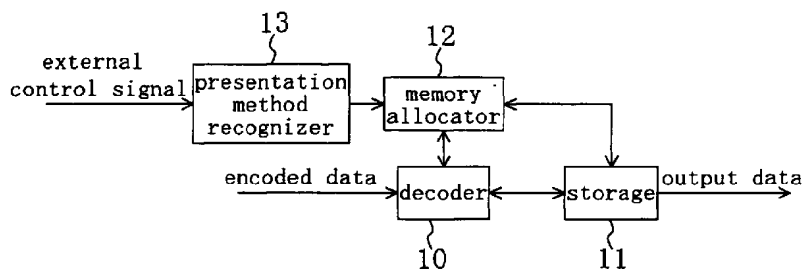 13
12
external
control signal
presentation
method
recognizer
memory
allocator
encoded data
decoder
storage
output data
10
11